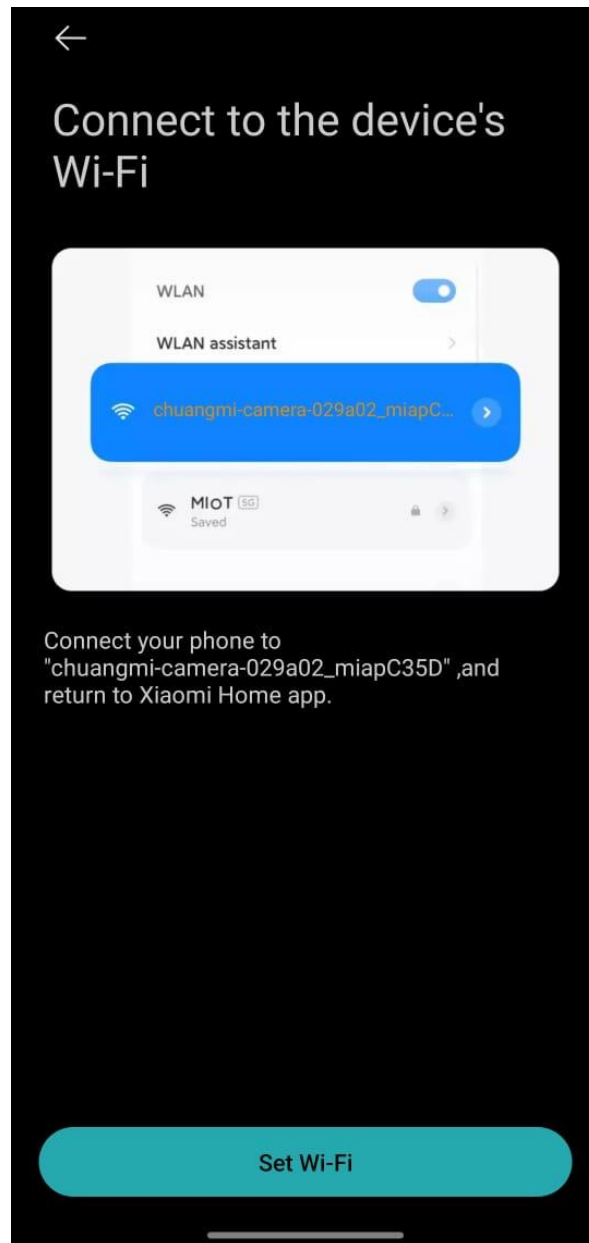 Connect to the device's
Wi-Fi
WLAN
WLAN assistant
chuangmi-camera-029a02_miapC...
MIoT 5G
Saved
Connect your phone to
"chuangmi-camera-029a02_miapC35D" ,and
return to Xiaomi Home app.
Set Wi-Fi